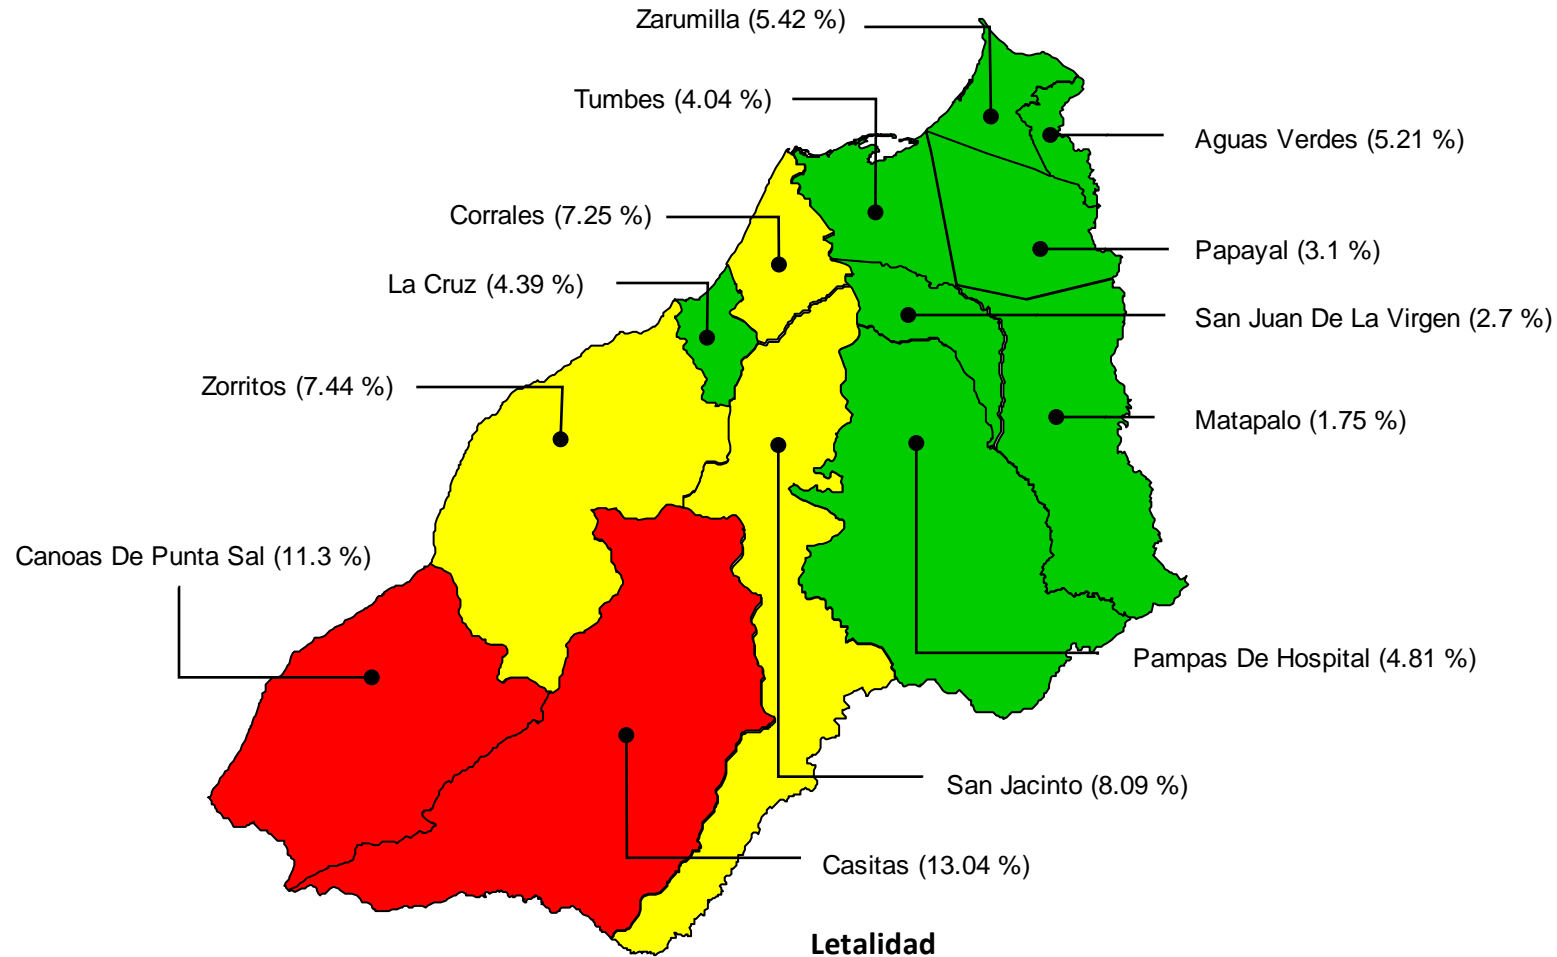 Zarumilla (5.42 %)
Tumbes (4.04 %)
Aguas Verdes (5.21 %)
Corrales (7.25 %)
Papayal (3.1 %)
La Cruz (4.39 %)
San Juan De La Virgen (2.7 %)
Zorritos (7.44 %)
Matapalo (1.75 %)
Canoas De Punta Sal (11.3 %)
Pampas De Hospital (4.81 %)
San Jacinto (8.09 %)
Casitas (13.04 %)
Letalidad